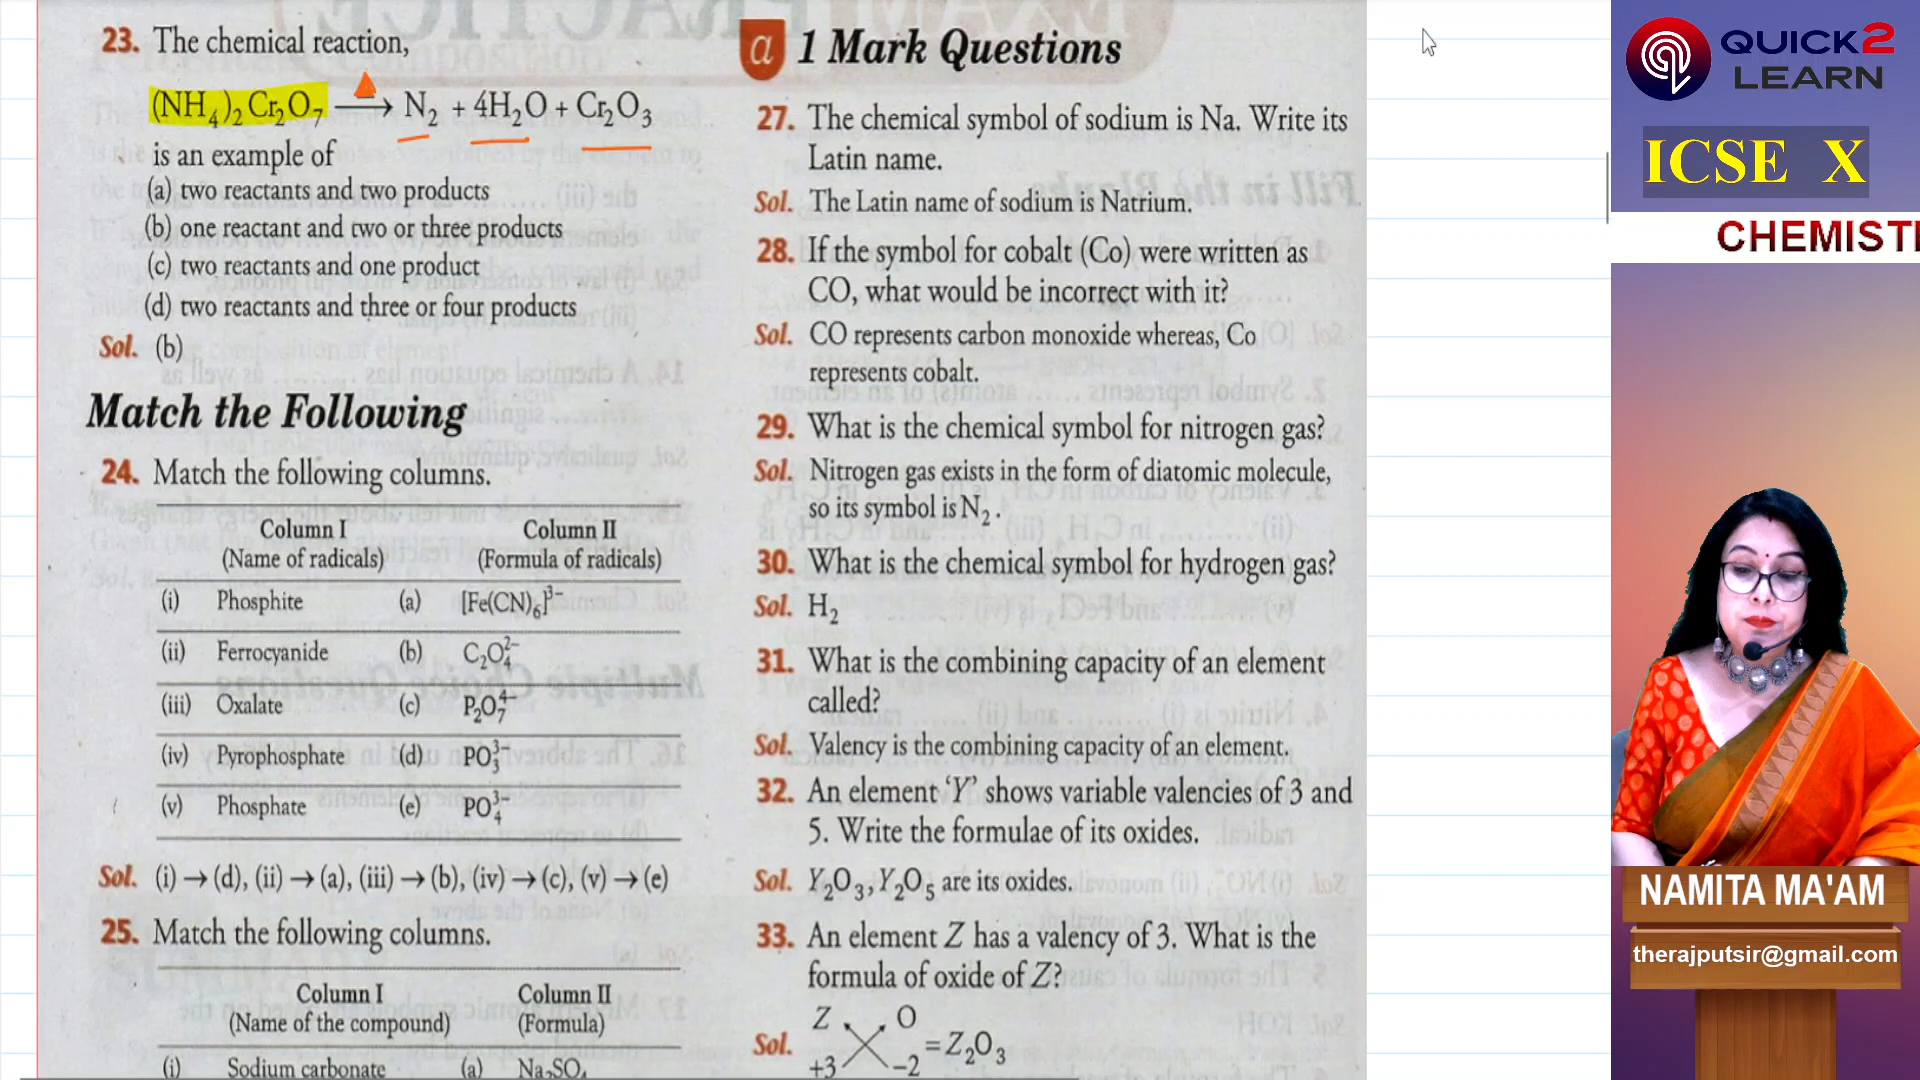 23. The chemical reaction,
(NH4)2Cr2O7 ⟶ N2 + 4H2O + Cr2O3
is an example of
(a) two reactants and two products
(b) one reactant and two or three products
(c) two reactants and one product
(d) two reactants and three or four products
Sol. (b)
Match the Following
24. Match the following columns.
Column I Column II
(Name of radicals) (Formula of radicals)
(i) Phosphite (a) [Fe(CN)6]3−
(ii) Ferrocyanide (b) C2O4 2−
(iii) Oxalate (c) P2O7 4−
(iv) Pyrophosphate (d) PO3 3−
(v) Phosphate (e) PO4 3−
Sol. (i) → (d), (ii) → (a), (iii) → (b), (iv) → (c), (v) → (e)
25. Match the following columns.
Column I Column II
(Name of the compound) (Formula)
(i) Sodium carbonate (a) Na2SO4
a 1 Mark Questions
27. The chemical symbol of sodium is Na. Write its
Latin name.
Sol. The Latin name of sodium is Natrium.
28. If the symbol for cobalt (Co) were written as
CO, what would be incorrect with it?
Sol. CO represents carbon monoxide whereas, Co
represents cobalt.
29. What is the chemical symbol for nitrogen gas?
Sol. Nitrogen gas exists in the form of diatomic molecule,
so its symbol is N2.
30. What is the chemical symbol for hydrogen gas?
Sol. H2
31. What is the combining capacity of an element
called?
Sol. Valency is the combining capacity of an element.
32. An element ‘Y’ shows variable valencies of 3 and
5. Write the formulae of its oxides.
Sol. Y2O3, Y2O5 are its oxides.
33. An element Z has a valency of 3. What is the
formula of oxide of Z?
Z O
Sol. = Z2O3
+3 −2
QUICK2
LEARN
ICSE X
CHEMIST
NAMITA MA'AM
therajputsir@gmail.com